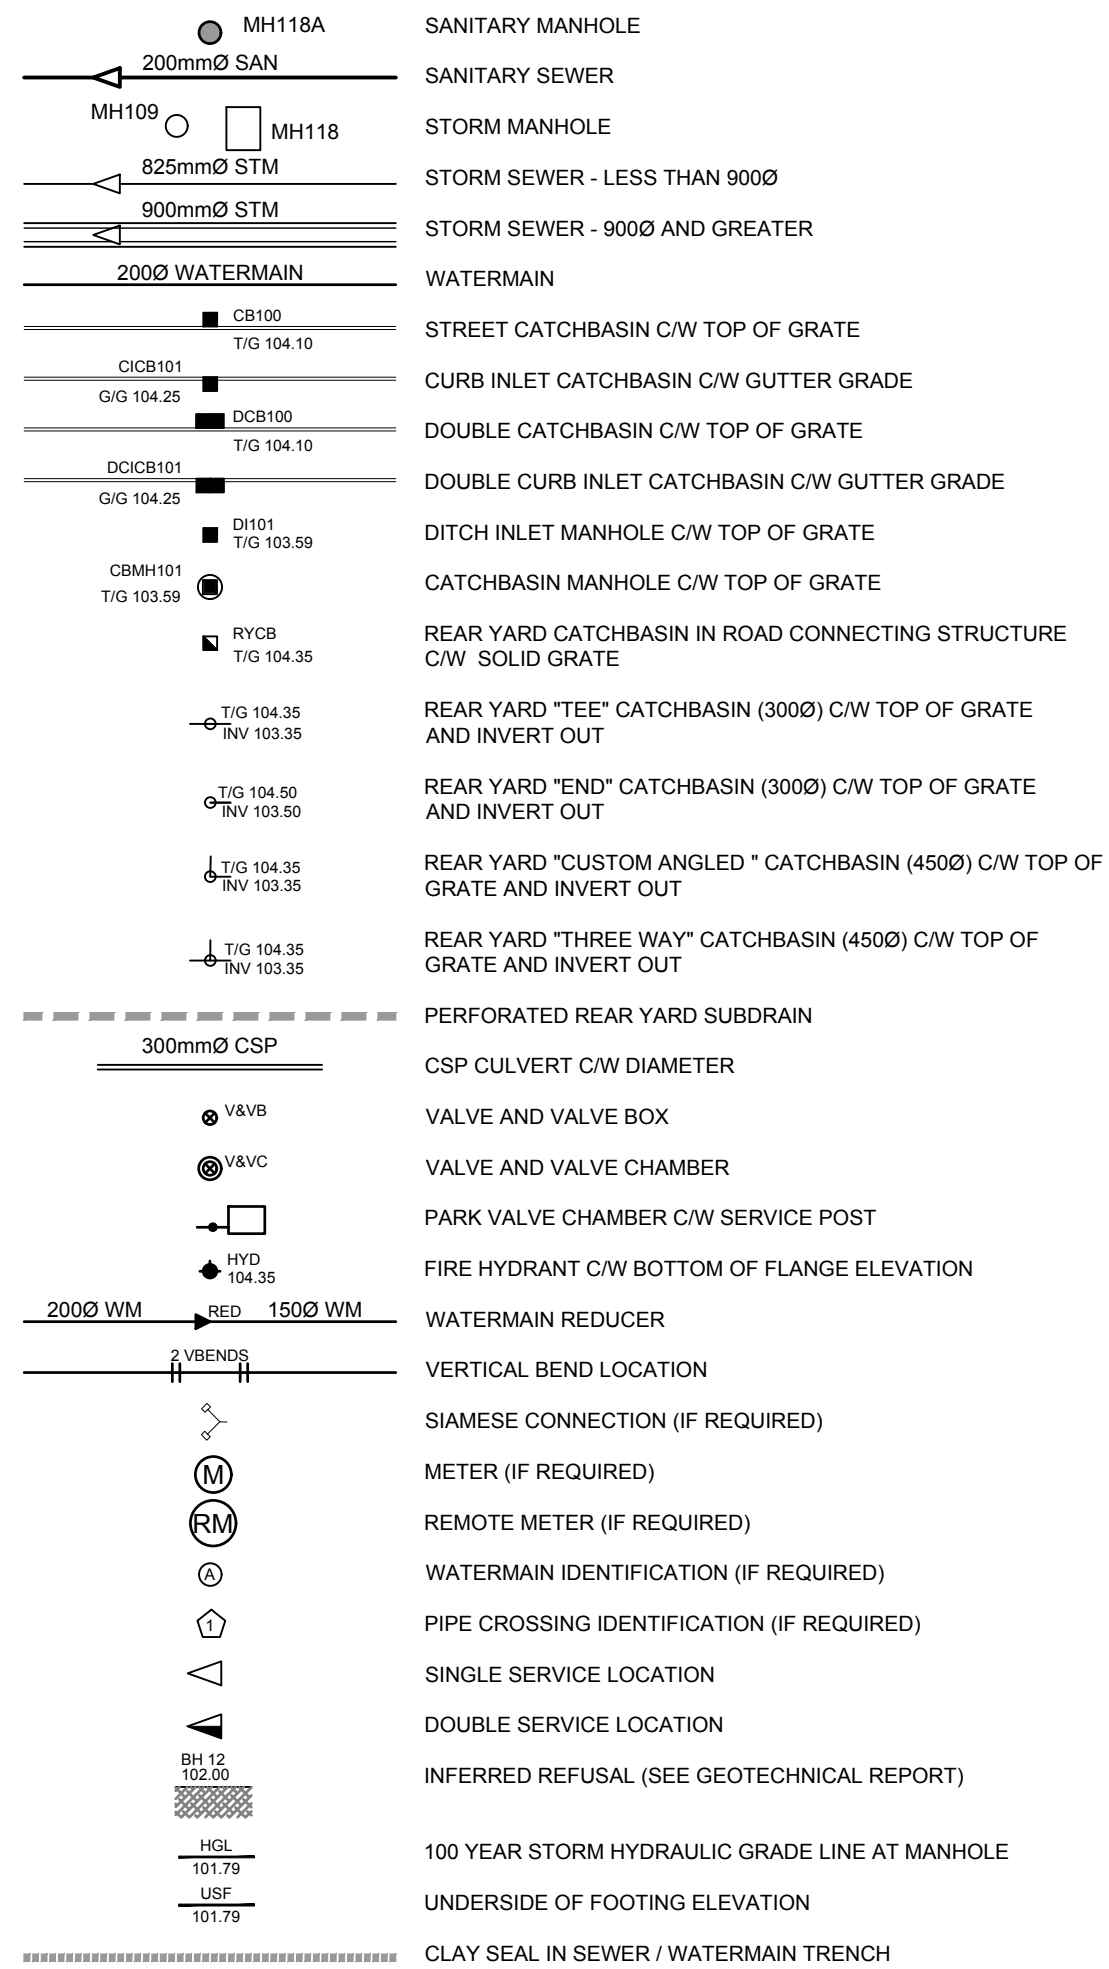 MH118A
SANITARY MANHOLE
200mmØ SAN
SANITARY SEWER
MH109
MH118
STORM MANHOLE
825mmØ STM
STORM SEWER - LESS THAN 900Ø
900mmØ STM
STORM SEWER - 900Ø AND GREATER
200Ø WATERMAIN
WATERMAIN
CB100
T/G 104.10
STREET CATCHBASIN C/W TOP OF GRATE
CICB101
G/G 104.25
CURB INLET CATCHBASIN C/W GUTTER GRADE
DCB100
T/G 104.10
DOUBLE CATCHBASIN C/W TOP OF GRATE
DCICB101
G/G 104.25
DOUBLE CURB INLET CATCHBASIN C/W GUTTER GRADE
DI101
T/G 103.59
DITCH INLET MANHOLE C/W TOP OF GRATE
CBMH101
T/G 103.59
CATCHBASIN MANHOLE C/W TOP OF GRATE
RYCB
T/G 104.35
REAR YARD CATCHBASIN IN ROAD CONNECTING STRUCTURE
C/W SOLID GRATE
T/G 104.35
INV 103.35
REAR YARD "TEE" CATCHBASIN (300Ø) C/W TOP OF GRATE
AND INVERT OUT
T/G 104.50
INV 103.50
REAR YARD "END" CATCHBASIN (300Ø) C/W TOP OF GRATE
AND INVERT OUT
T/G 104.35
INV 103.35
REAR YARD "CUSTOM ANGLED " CATCHBASIN (450Ø) C/W TOP OF
GRATE AND INVERT OUT
T/G 104.35
INV 103.35
REAR YARD "THREE WAY" CATCHBASIN (450Ø) C/W TOP OF
GRATE AND INVERT OUT
PERFORATED REAR YARD SUBDRAIN
300mmØ CSP
CSP CULVERT C/W DIAMETER
V&VB
VALVE AND VALVE BOX
V&VC
VALVE AND VALVE CHAMBER
PARK VALVE CHAMBER C/W SERVICE POST
HYD
104.35
FIRE HYDRANT C/W BOTTOM OF FLANGE ELEVATION
200Ø WM RED 150Ø WM
WATERMAIN REDUCER
2 VBENDS
VERTICAL BEND LOCATION
SIAMESE CONNECTION (IF REQUIRED)
M
METER (IF REQUIRED)
RM
REMOTE METER (IF REQUIRED)
A
WATERMAIN IDENTIFICATION (IF REQUIRED)
1
PIPE CROSSING IDENTIFICATION (IF REQUIRED)
SINGLE SERVICE LOCATION
DOUBLE SERVICE LOCATION
BH 12
102.00
INFERRED REFUSAL (SEE GEOTECHNICAL REPORT)
HGL
101.79
100 YEAR STORM HYDRAULIC GRADE LINE AT MANHOLE
USF
101.79
UNDERSIDE OF FOOTING ELEVATION
CLAY SEAL IN SEWER / WATERMAIN TRENCH